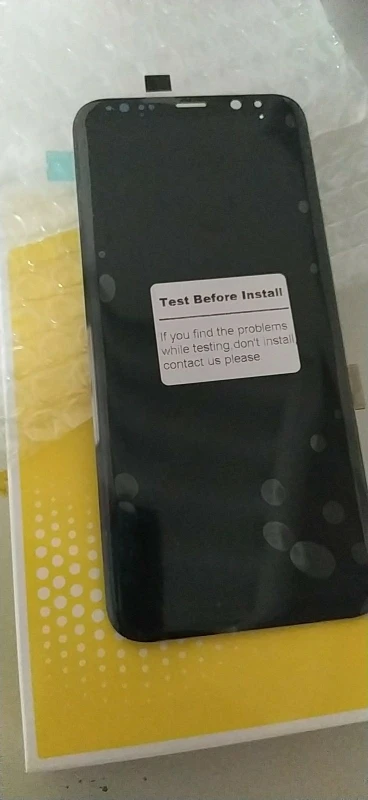 Test Before Install
If you find the problems
while testing,don't install
contact us please